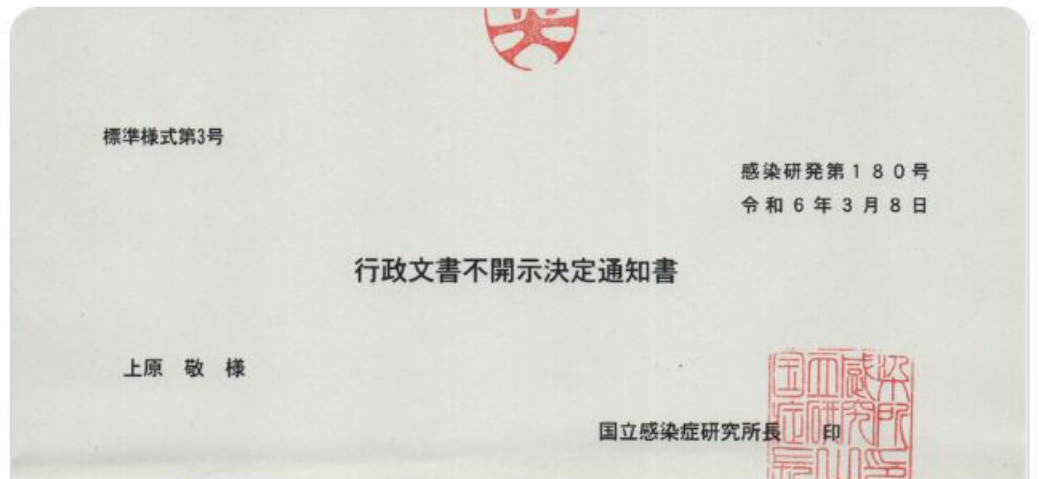 標準様式第3号
感染研発第１８０号
令和６年３月８日
行政文書不開示決定通知書
上原　敬　様
国立感染症研究所長　印